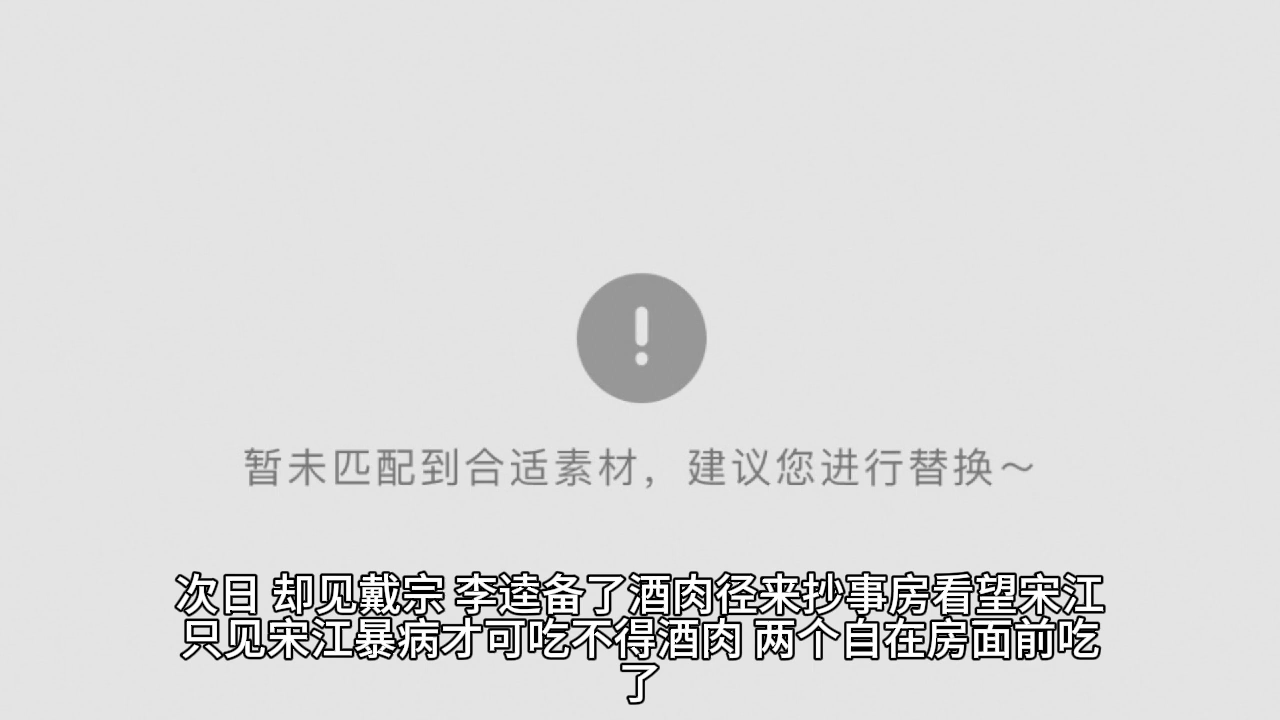 暂未匹配到合适素材，建议您进行替换～
次日 却见戴宗 李逵备了酒肉径来抄事房看望宋江
只见宋江暴病才可吃不得酒肉 两个自在房面前吃
了